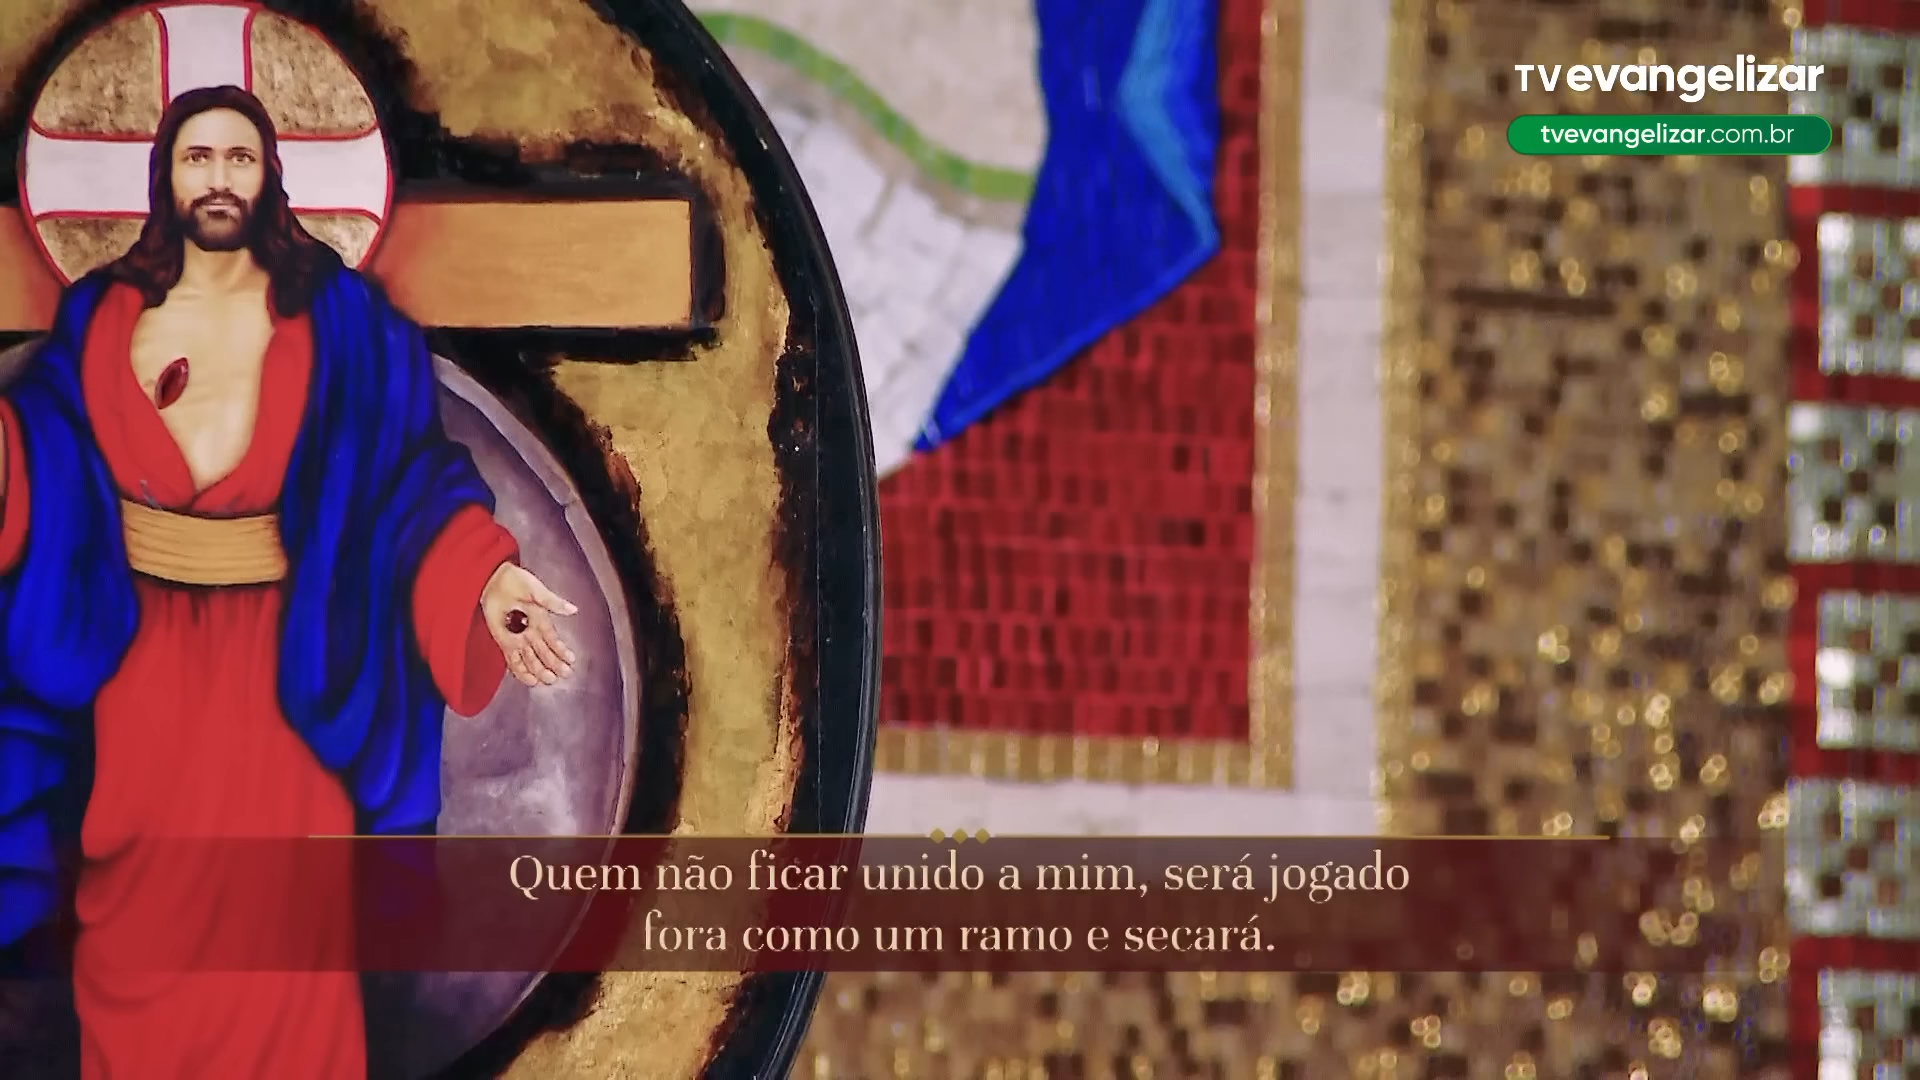 TVevangelizar
tvevangelizar.com.br
Quem não ficar unido a mim, será jogado
fora como um ramo e secará.